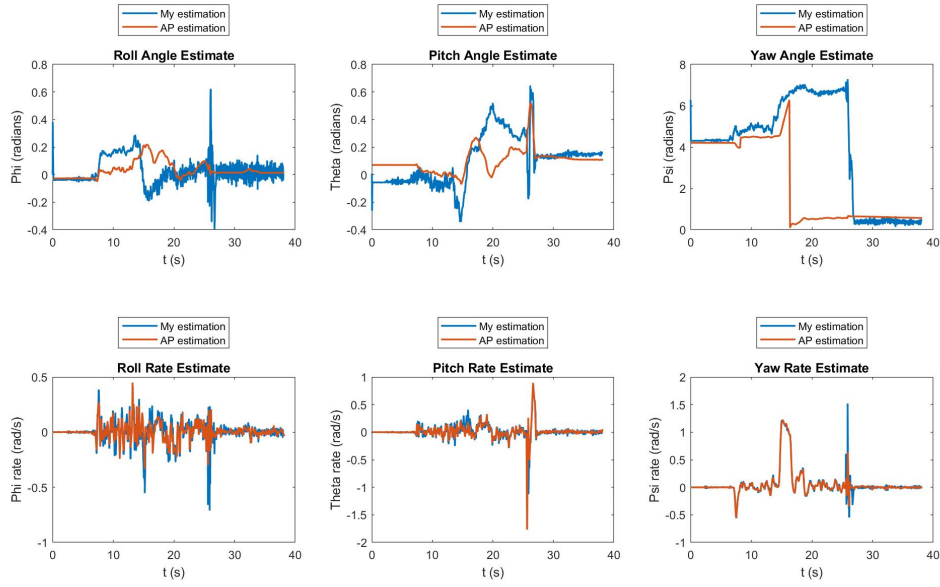 My estimation
AP estimation
My estimation
AP estimation
My estimation
AP estimation
Roll Angle Estimate
Pitch Angle Estimate
Yaw Angle Estimate
Phi (radians)
0.8
0.6
0.4
0.2
0
-0.2
-0.4
0
10
20
30
40
t (s)
Theta (radians)
0.8
0.6
0.4
0.2
0
-0.2
-0.4
0
10
20
30
40
t (s)
Psi (radians)
8
6
4
2
0
0
10
20
30
40
t (s)
My estimation
AP estimation
My estimation
AP estimation
My estimation
AP estimation
Roll Rate Estimate
Pitch Rate Estimate
Yaw Rate Estimate
Phi rate (rad/s)
0.5
0
-0.5
-1
0
10
20
30
40
t (s)
Theta rate (rad/s)
1
0.5
0
-0.5
-1
-1.5
-2
0
10
20
30
40
t (s)
Psi rate (rad/s)
2
1.5
1
0.5
0
-0.5
-1
0
10
20
30
40
t (s)